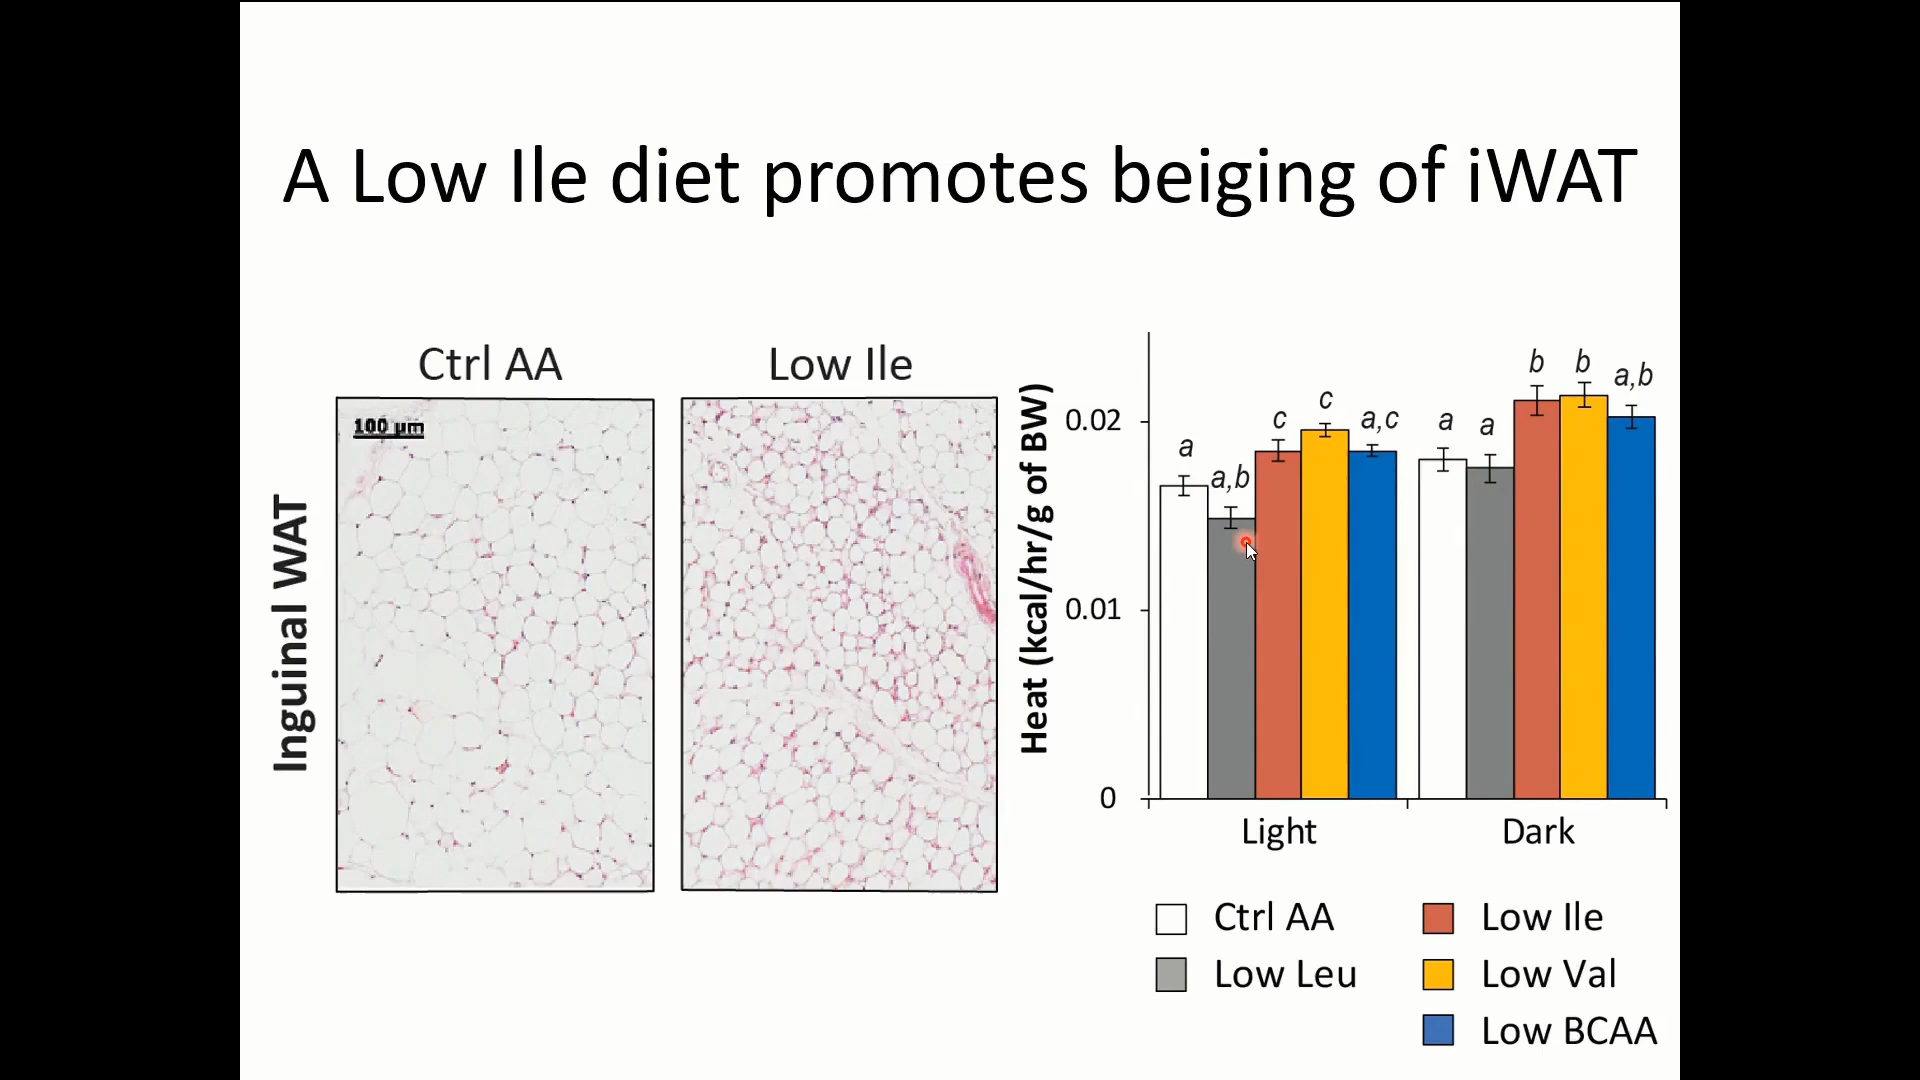 A Low Ile diet promotes beiging of iWAT
Ctrl AA
Low Ile
100 µm
Inguinal WAT
Heat (kcal/hr/g of BW)
0.02
0.01
0
a
a,b
c
c
a,c
a
a
b
b
a,b
Light
Dark
Ctrl AA
Low Ile
Low Leu
Low Val
Low BCAA